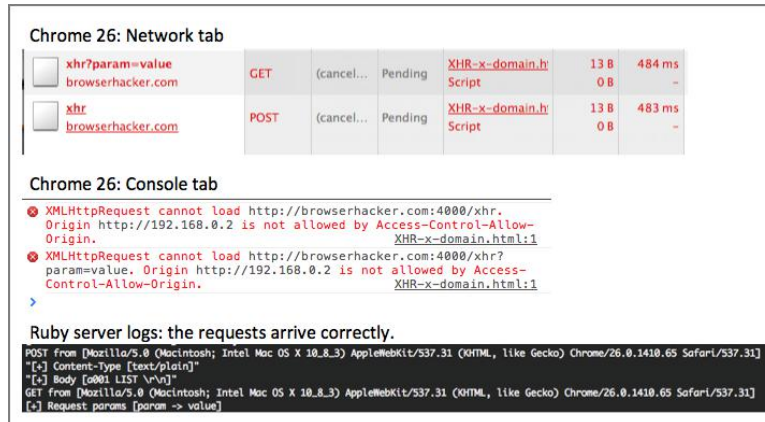 Chrome 26: Network tab
xhr?param=value GET (cancel... Pending XHR-x-domain.h 13 B 484 ms
browserhacker.com Script 0 B –
xhr POST (cancel... Pending XHR-x-domain.h 13 B 483 ms
browserhacker.com Script 0 B –
Chrome 26: Console tab
XMLHttpRequest cannot load http://browserhacker.com:4000/xhr.
Origin http://192.168.0.2 is not allowed by Access-Control-Allow-
Origin. XHR-x-domain.html:1
XMLHttpRequest cannot load http://browserhacker.com:4000/xhr?
param=value. Origin http://192.168.0.2 is not allowed by Access-
Control-Allow-Origin. XHR-x-domain.html:1
>
Ruby server logs: the requests arrive correctly.
POST from [Mozilla/5.0 (Macintosh; Intel Mac OS X 10_8_3) AppleWebKit/537.31 (KHTML, like Gecko) Chrome/26.0.1410.65 Safari/537.31]
"[+] Content-Type [text/plain]"
"[+] Body [a001 LIST \r\n]"
GET from [Mozilla/5.0 (Macintosh; Intel Mac OS X 10_8_3) AppleWebKit/537.31 (KHTML, like Gecko) Chrome/26.0.1410.65 Safari/537.31]
[+] Request params [param -> value]